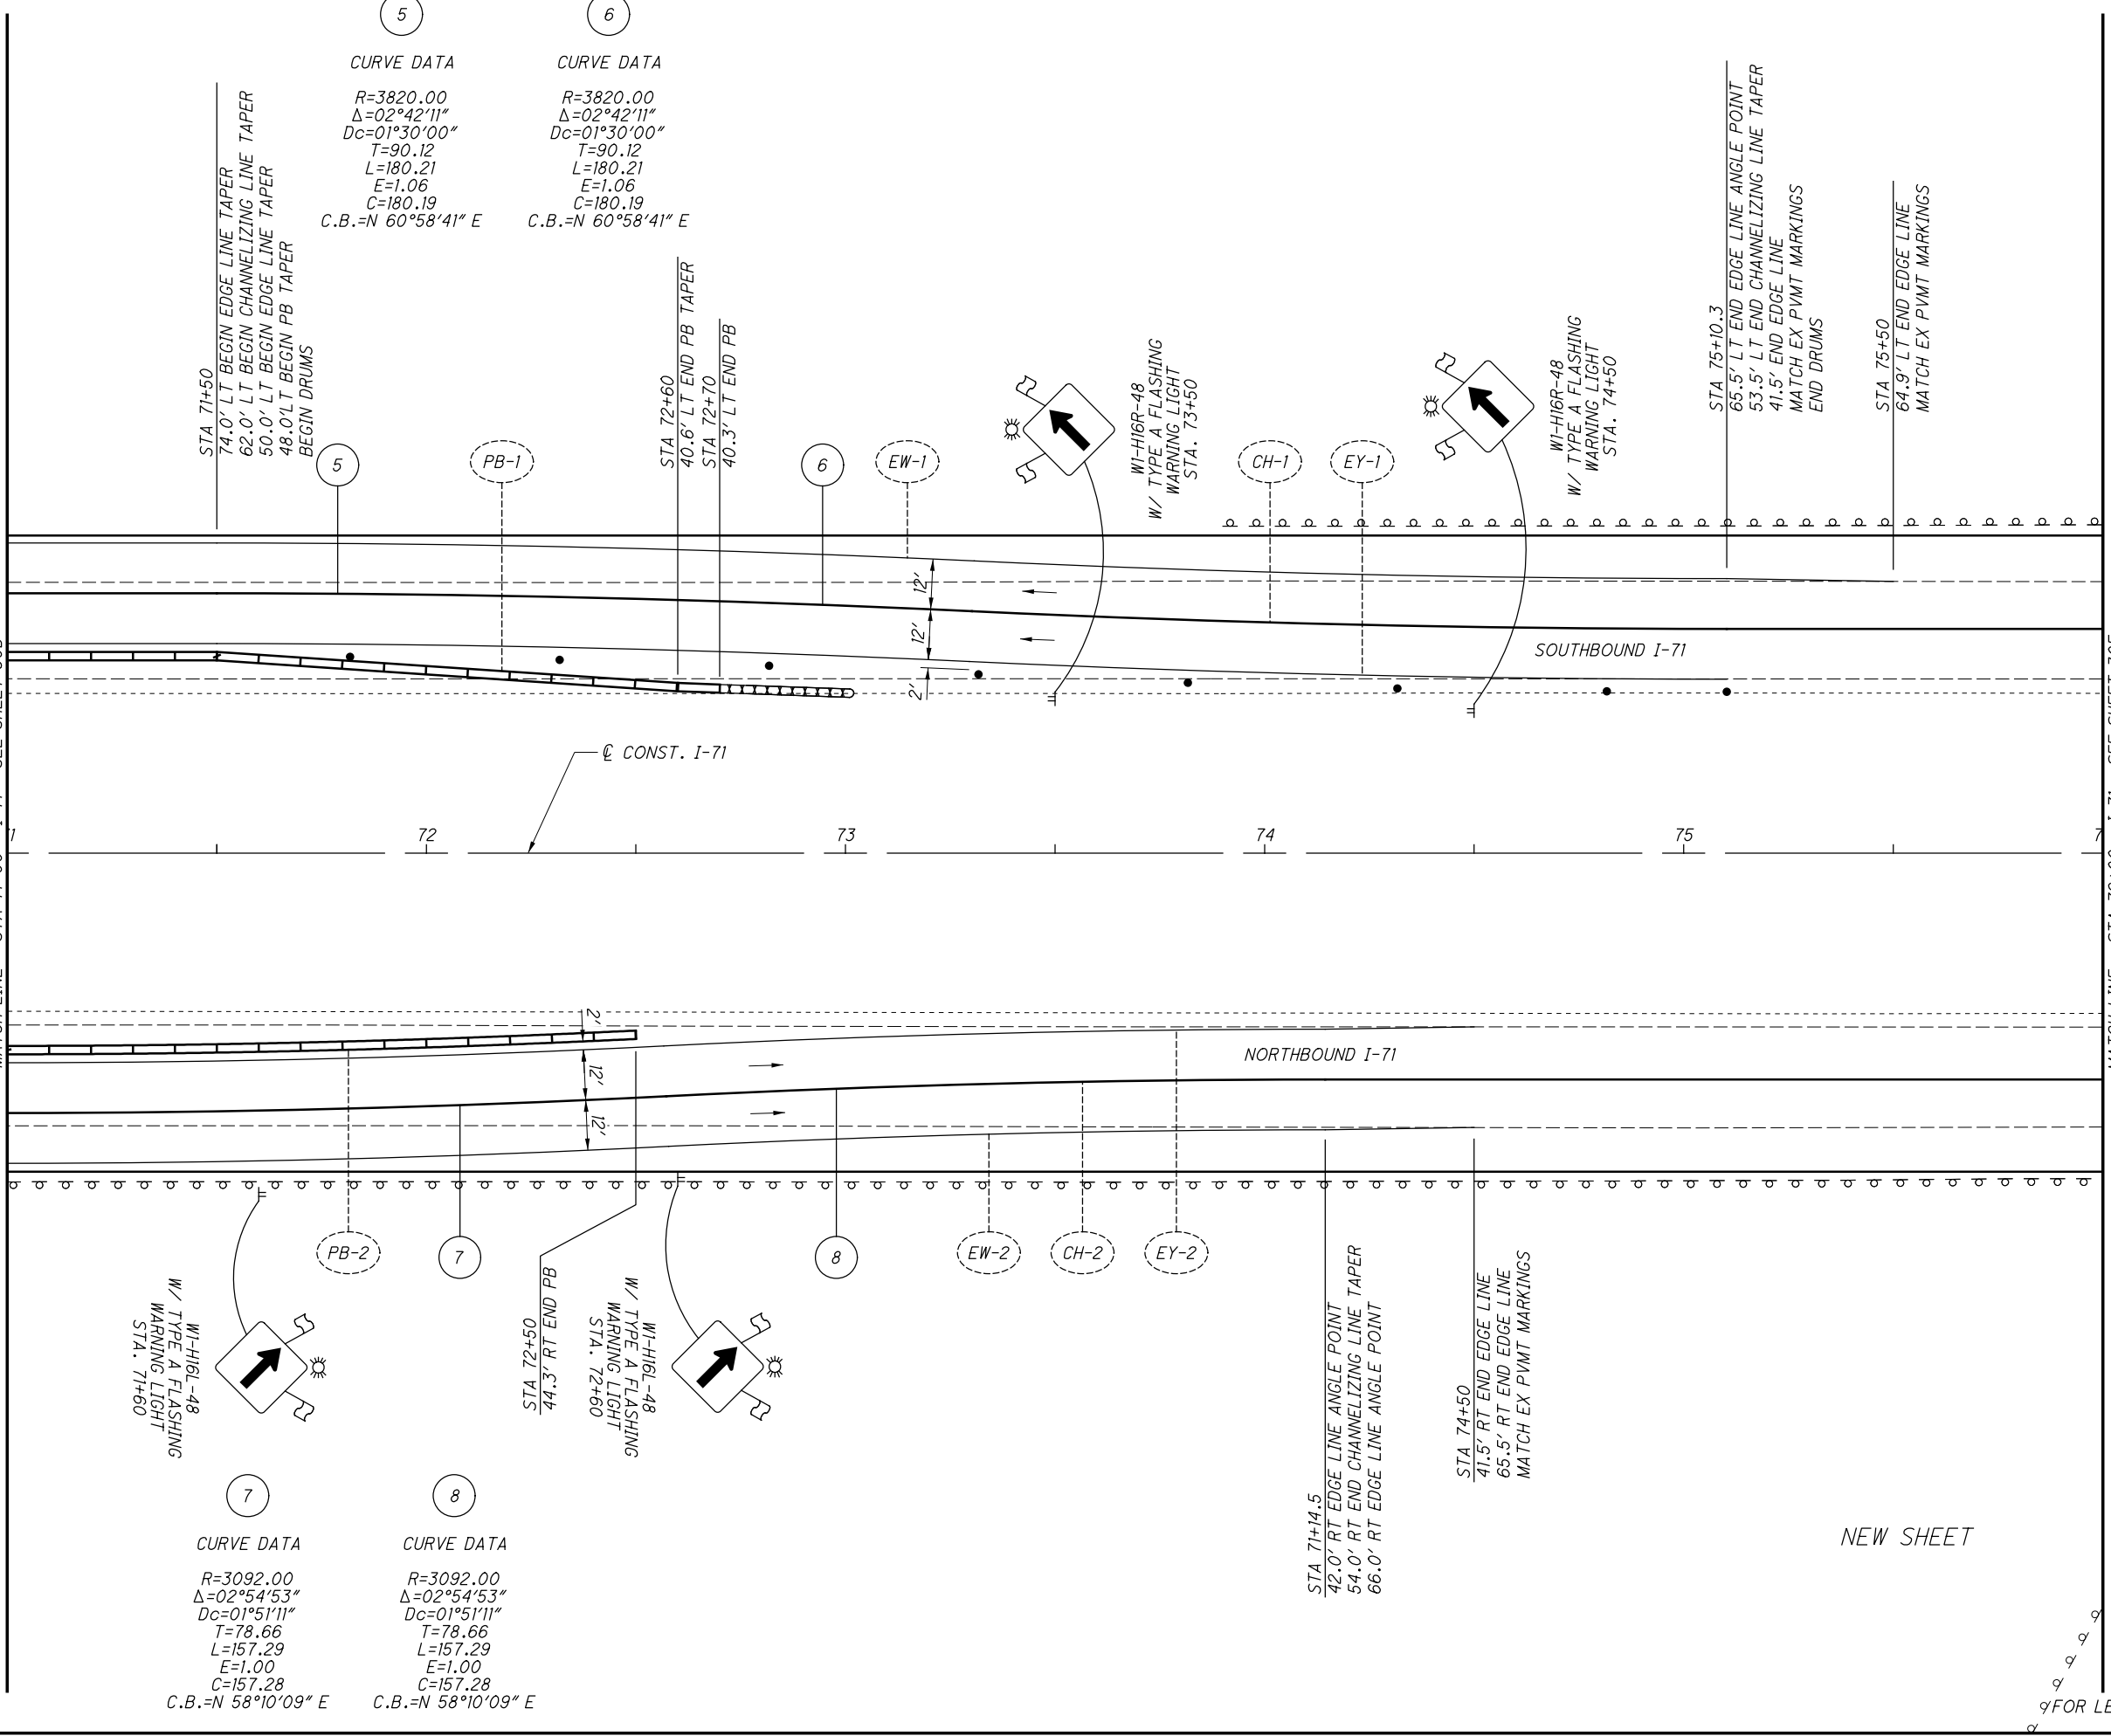 5
CURVE DATA
R=3820.00
Δ=02°42'11"
Dc=01°30'00"
T=90.12
L=180.21
E=1.06
C=180.19
C.B.=N 60°58'41" E
6
CURVE DATA
R=3820.00
Δ=02°42'11"
Dc=01°30'00"
T=90.12
L=180.21
E=1.06
C=180.19
C.B.=N 60°58'41" E
STA 71+50
74.0' LT BEGIN EDGE LINE TAPER
62.0' LT BEGIN CHANNELIZING LINE TAPER
50.0' LT BEGIN EDGE LINE TAPER
48.0'LT BEGIN PB TAPER
BEGIN DRUMS
5
PB-1
STA 72+60
40.6' LT END PB TAPER
STA 72+70
40.3' LT END PB
6
EW-1
W1-H16R-48
W/ TYPE A FLASHING
WARNING LIGHT
STA. 73+50
CH-1
EY-1
W1-H16R-48
W/ TYPE A FLASHING
WARNING LIGHT
STA. 74+50
STA 75+10.3
65.5' LT END EDGE LINE ANGLE POINT
53.5' LT END CHANNELIZING LINE TAPER
41.5' END EDGE LINE
MATCH EX PVMT MARKINGS
END DRUMS
STA 75+50
64.9' LT END EDGE LINE
MATCH EX PVMT MARKINGS
12'
12'
2'
SOUTHBOUND I-71
℄ CONST. I-71
72
73
74
75
2'
12'
12'
NORTHBOUND I-71
PB-2
7
8
EW-2
CH-2
EY-2
W1-H16L-48
W/ TYPE A FLASHING
WARNING LIGHT
STA. 71+60
STA 72+50
44.3' RT END PB
W1-H16L-48
W/ TYPE A FLASHING
WARNING LIGHT
STA. 72+60
STA 71+14.5
42.0' RT EDGE LINE ANGLE POINT
54.0' RT END CHANNELIZING LINE TAPER
66.0' RT EDGE LINE ANGLE POINT
STA 74+50
41.5' RT END EDGE LINE
65.5' RT END EDGE LINE
MATCH EX PVMT MARKINGS
7
CURVE DATA
R=3092.00
Δ=02°54'53"
Dc=01°51'11"
T=78.66
L=157.29
E=1.00
C=157.28
C.B.=N 58°10'09" E
8
CURVE DATA
R=3092.00
Δ=02°54'53"
Dc=01°51'11"
T=78.66
L=157.29
E=1.00
C=157.28
C.B.=N 58°10'09" E
NEW SHEET
FOR LE